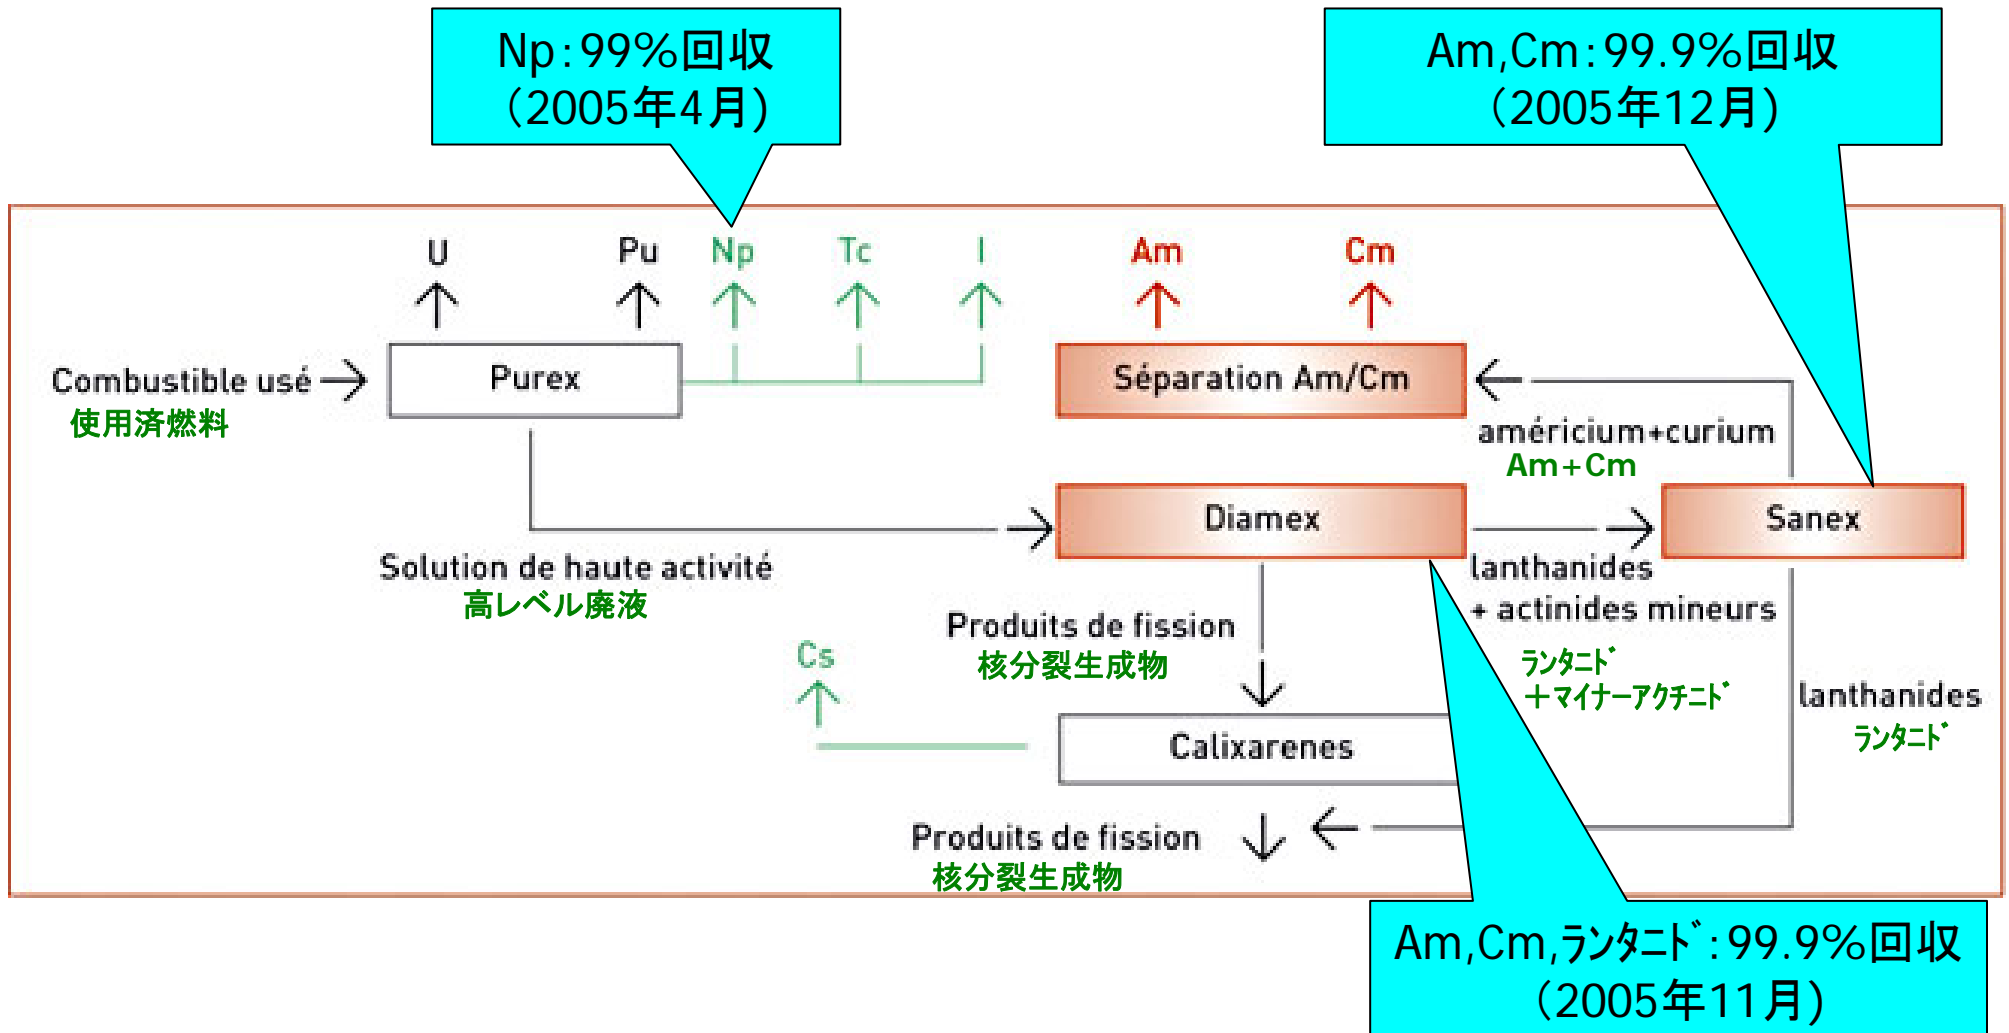 Np:99%回収
(2005年4月)
Am,Cm:99.9%回収
(2005年12月)
U
Pu
Np
Tc
I
Am
Cm
Combustible usé
使用済燃料
Purex
Séparation Am/Cm
américium+curium
Am+Cm
Diamex
Sanex
Solution de haute activité
高レベル廃液
lanthanides
+ actinides mineurs
ランタニド
+マイナーアクチニド
Produits de fission
核分裂生成物
Cs
lanthanides
ランタニド
Calixarenes
Produits de fission
核分裂生成物
Am,Cm,ランタニド:99.9%回収
(2005年11月)